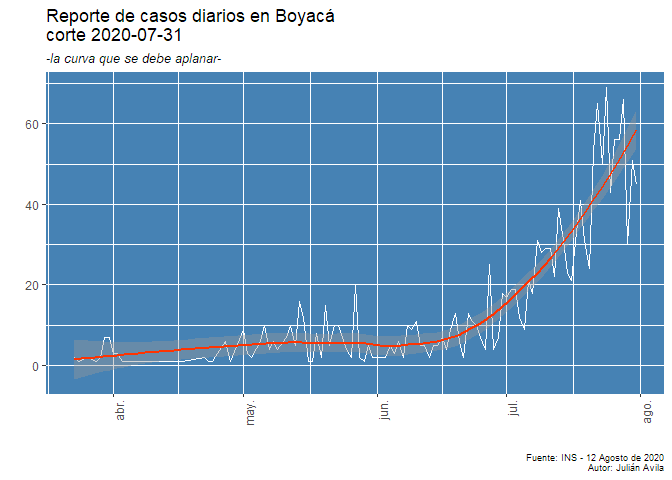 Reporte de casos diarios en Boyacá
corte 2020-07-31
-la curva que se debe aplanar-
60
40
20
0
abr.
may.
jun.
jul.
ago.
Fuente: INS - 12 Agosto de 2020
Autor: Julián Avila